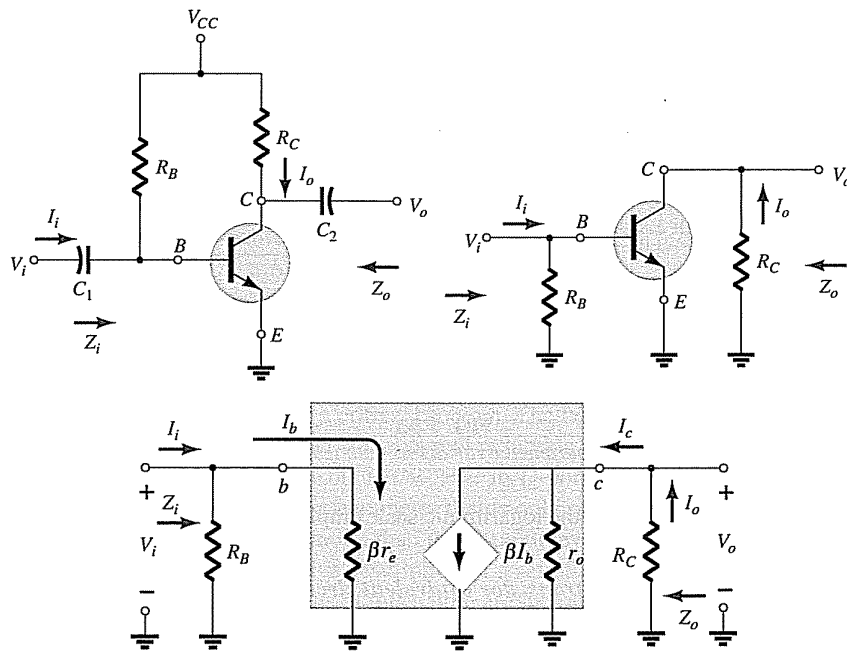 V_CC
R_B
R_C
I_o
C
C_2
V_o
I_i
V_i
C_1
B
Z_i
Z_o
E
C
V_o
I_i
V_i
B
I_o
R_C
Z_o
R_B
E
Z_i
I_i
I_b
I_c
b
c
+
Z_i
V_i
R_B
βr_e
βI_b
r_o
R_C
I_o
+
V_o
−
Z_o
−